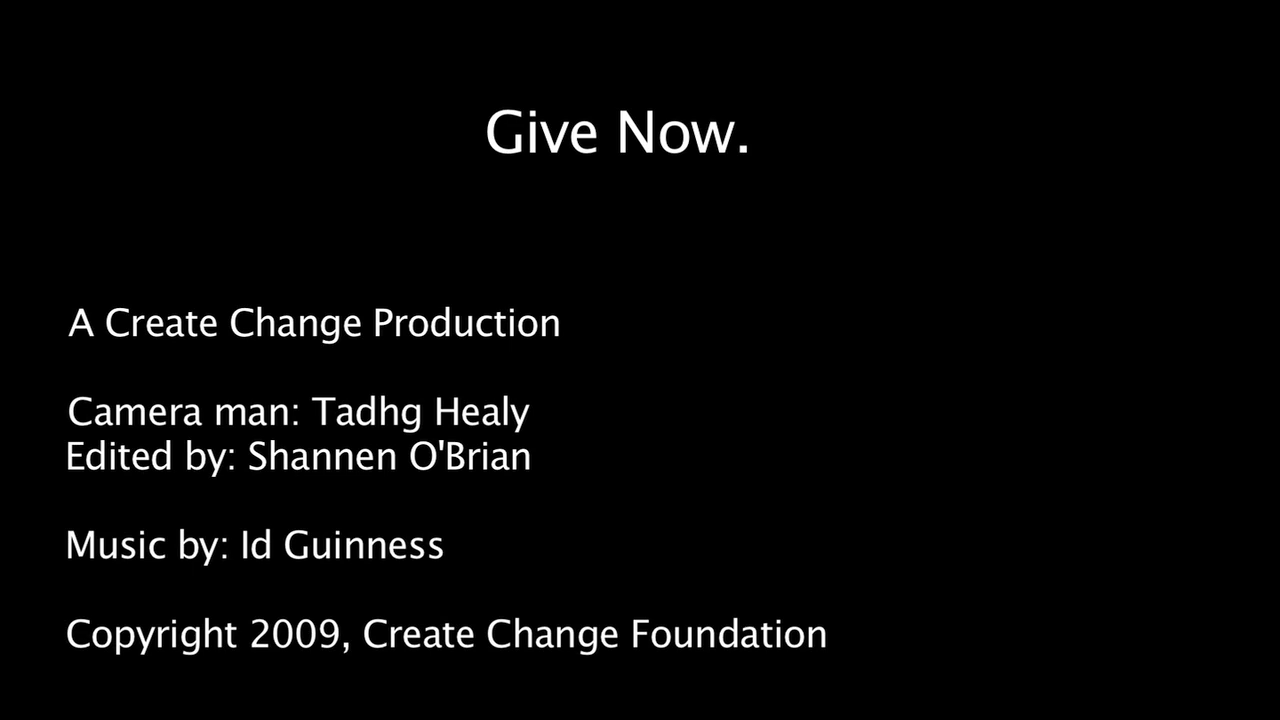 Give Now.
A Create Change Production
Camera man: Tadhg Healy
Edited by: Shannen O'Brian
Music by: Id Guinness
Copyright 2009, Create Change Foundation